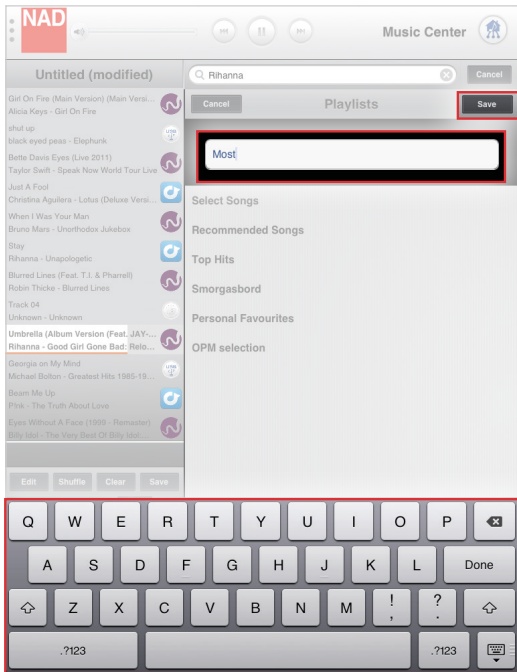 NAD
Music Center
Untitled (modified)
Rihanna
Cancel
Girl On Fire (Main Version) (Main Versi...
Alicia Keys - Girl On Fire
Cancel
Playlists
Save
shut up
black eyed peas - Elephunk
Bette Davis Eyes (Live 2011)
Taylor Swift - Speak Now World Tour Live
Most
Just A Fool
Christina Aguilera - Lotus (Deluxe Versi...
When I Was Your Man
Bruno Mars - Unorthodox Jukebox
Stay
Rihanna - Unapologetic
Blurred Lines (Feat. T.I. & Pharrell)
Robin Thicke - Blurred Lines
Track 04
Unknown - Unknown
Umbrella (Album Version (Feat. JAY-...
Rihanna - Good Girl Gone Bad: Relo...
Georgia on My Mind
Michael Bolton - Greatest Hits 1985-19...
Beam Me Up
P!nk - The Truth About Love
Eyes Without A Face (1999 - Remaster)
Billy Idol - The Very Best Of Billy Idol...
Select Songs
Recommended Songs
Top Hits
Smorgasbord
Personal Favourites
OPM selection
Edit Shuffle Clear Save
Q W E R T Y U I O P
A S D F G H J K L Done
Z X C V B N M ! , ? .
.?123 .?123